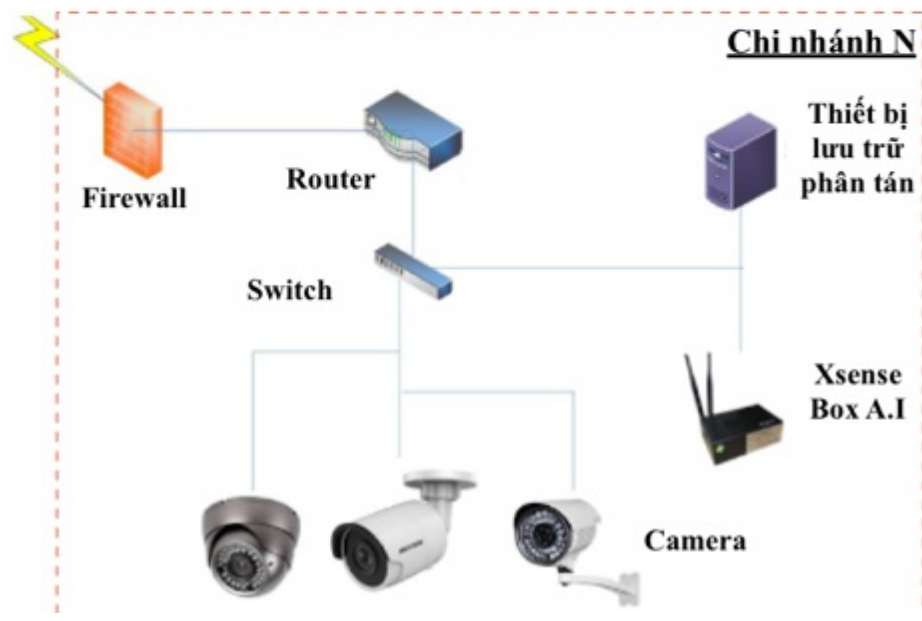 Chi nhánh N
Thiết bị
lưu trữ
phân tán
Firewall
Router
Switch
Xsense
Box A.I
Camera